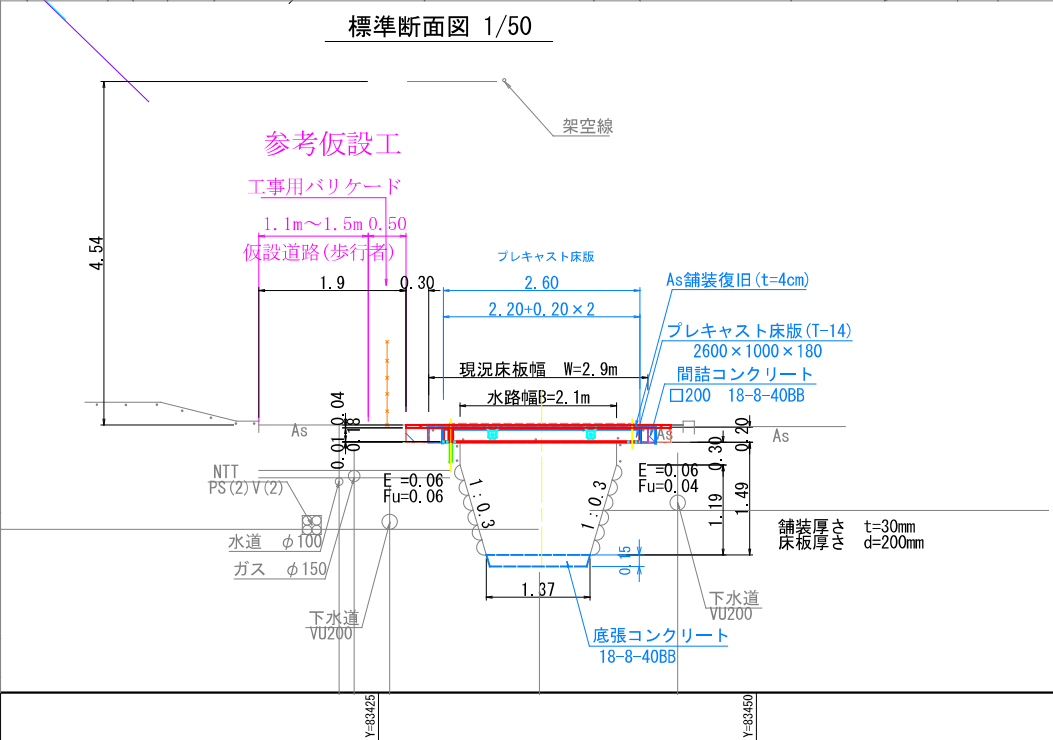 標準断面図 1/50
架空線
参考仮設工
工事用バリケード
1.1m～1.5m 0.50
仮設道路(歩行者)
4.54
1.9
0.30
プレキャスト床版
2.60
2.20+0.20×2
As舗装復旧(t=4cm)
プレキャスト床版(T-14)
2600×1000×180
間詰コンクリート
□200 18-8-40BB
現況床板幅 W=2.9m
水路幅B=2.1m
0.04
0.18
0.01
As
As
As
0.20
0.30
1.19
1.49
NTT
PS(2)V(2)
水道 φ100
ガス φ150
下水道
VU200
E =0.06
Fu=0.06
1:0.3
1:0.3
E =0.06
Fu=0.04
0.15
1.37
舗装厚さ t=30mm
床板厚さ d=200mm
下水道
VU200
底張コンクリート
18-8-40BB
Y=83425
Y=83450